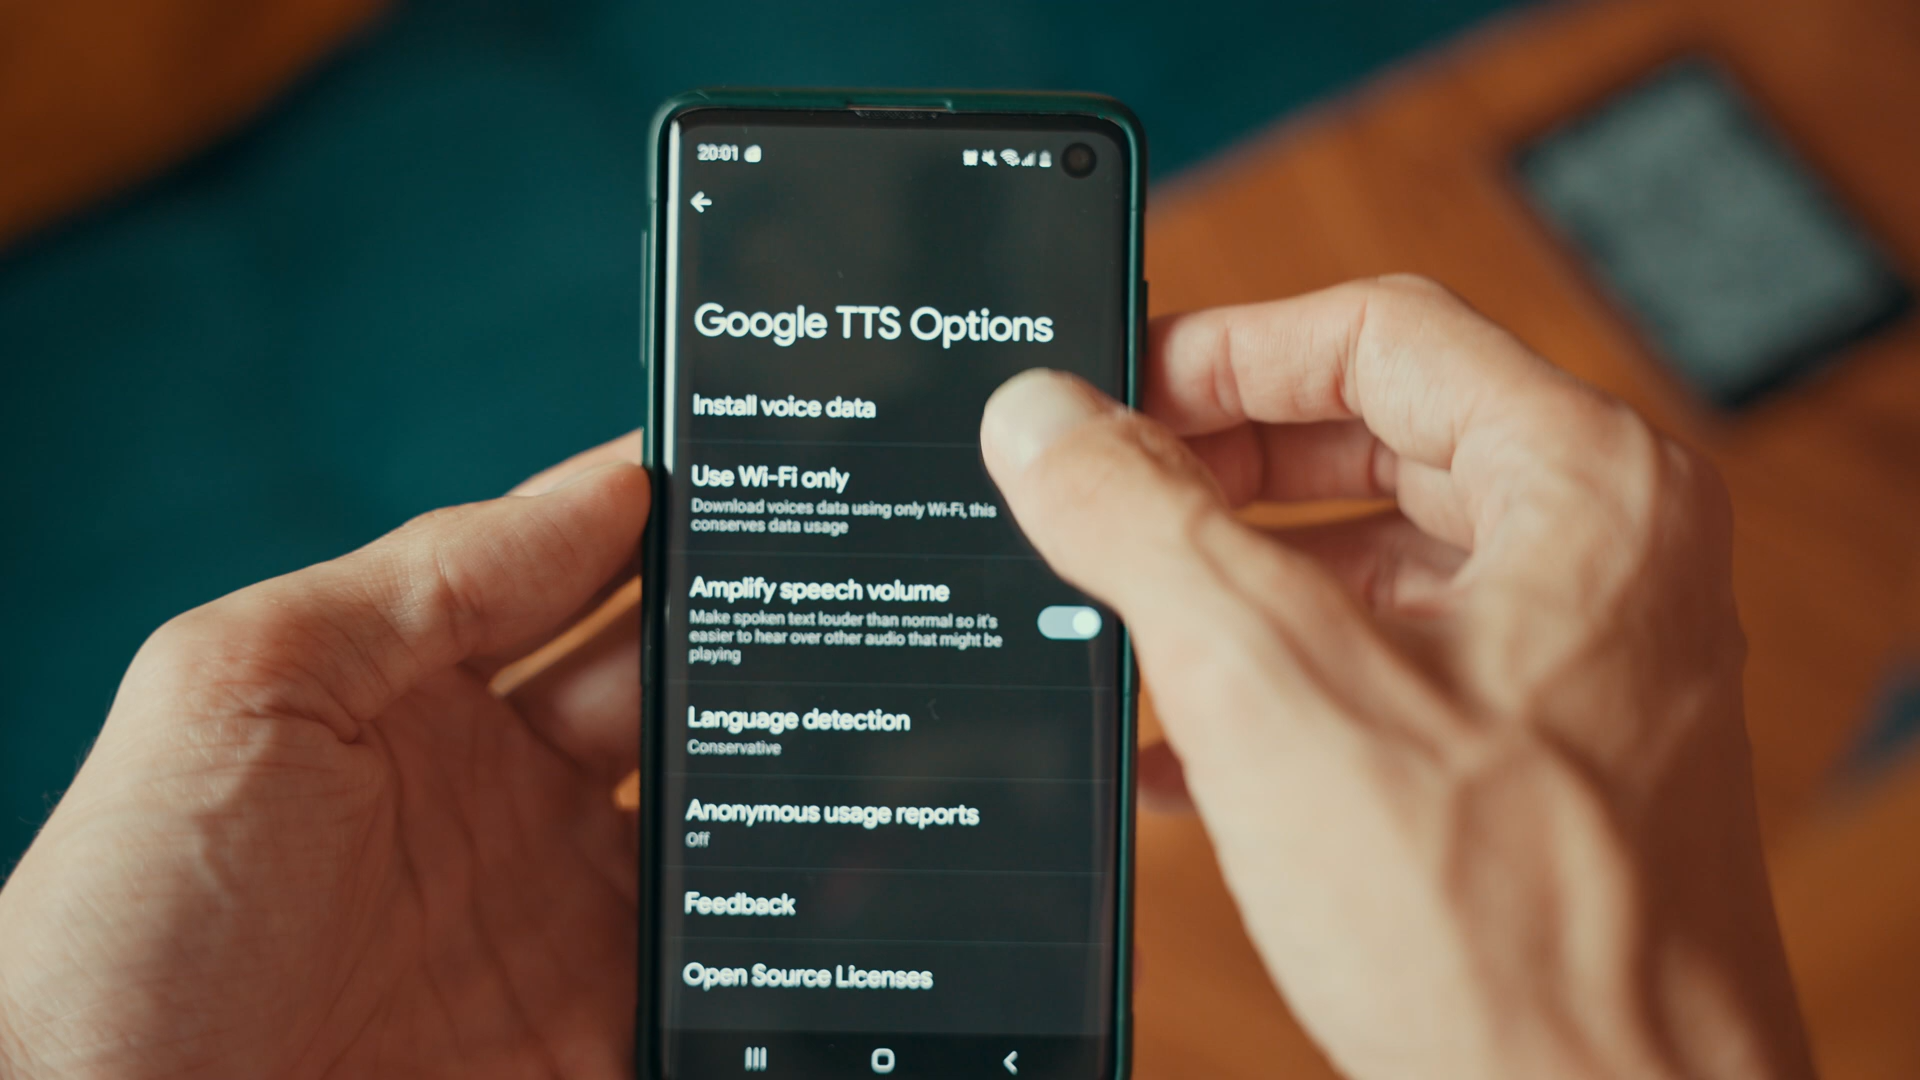 20:01
Google TTS Options
Install voice data
Use Wi-Fi only
Download voices data using only Wi-Fi, this
conserves data usage
Amplify speech volume
Make spoken text louder than normal so it's
easier to hear over other audio that might be
playing
Language detection
Conservative
Anonymous usage reports
Off
Feedback
Open Source Licenses